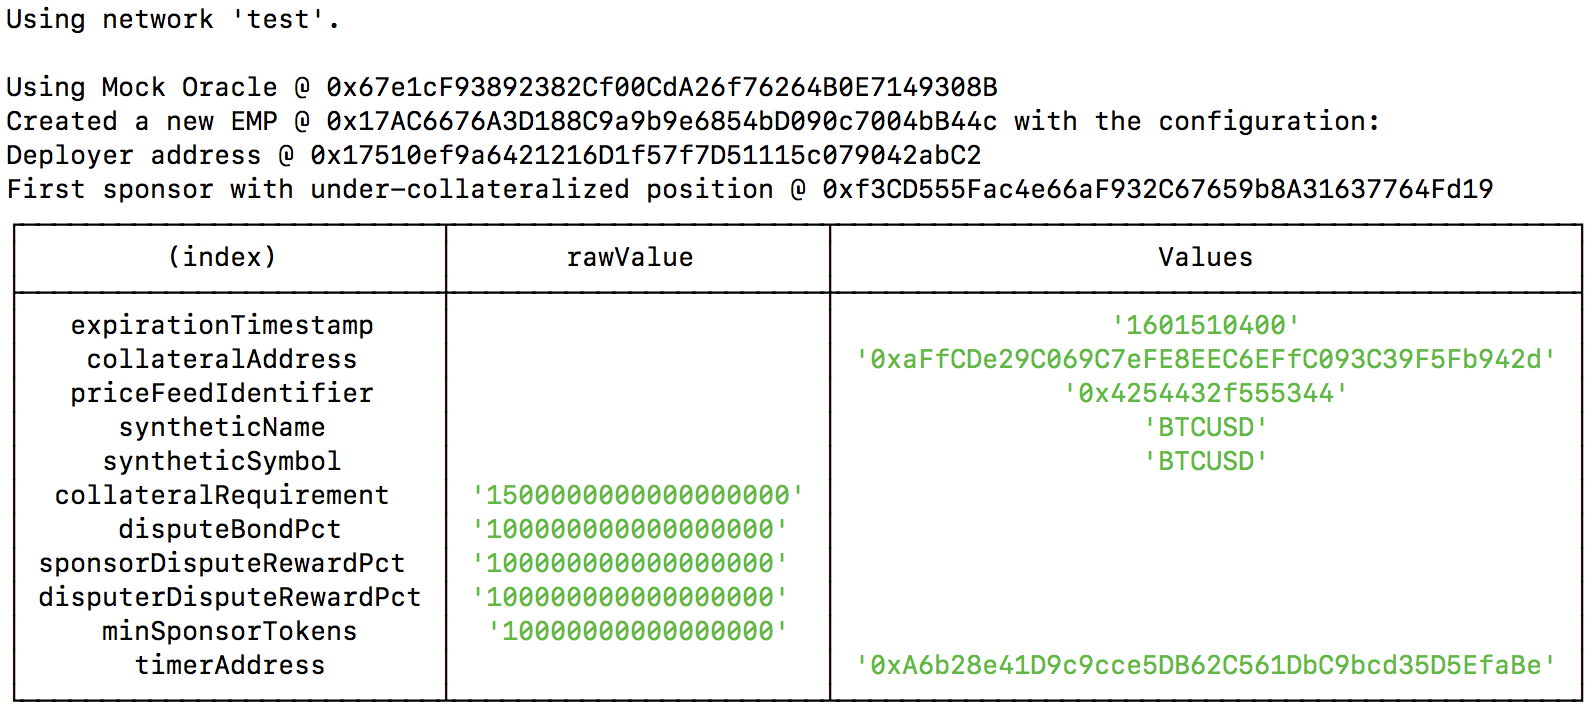 Using network 'test'.
Using Mock Oracle @ 0x67e1cF93892382Cf00CdA26f76264B0E7149308B
Created a new EMP @ 0x17AC6676A3D188C9a9b9e6854bD090c7004bB44c with the configuration:
Deployer address @ 0x17510ef9a6421216D1f57f7D51115c079042abC2
First sponsor with under-collateralized position @ 0xf3CD555Fac4e66aF932C67659b8A31637764Fd19
(index) rawValue Values
expirationTimestamp '1601510400'
collateralAddress '0xaFfCDe29C069C7eFE8EEC6EFfC093C39F5Fb942d'
priceFeedIdentifier '0x4254432f555344'
syntheticName 'BTCUSD'
syntheticSymbol 'BTCUSD'
collateralRequirement '1500000000000000000'
disputeBondPct '100000000000000000'
sponsorDisputeRewardPct '100000000000000000'
disputerDisputeRewardPct '100000000000000000'
minSponsorTokens '10000000000000000'
timerAddress '0xA6b28e41D9c9cce5DB62C561DbC9bcd35D5EfaBe'